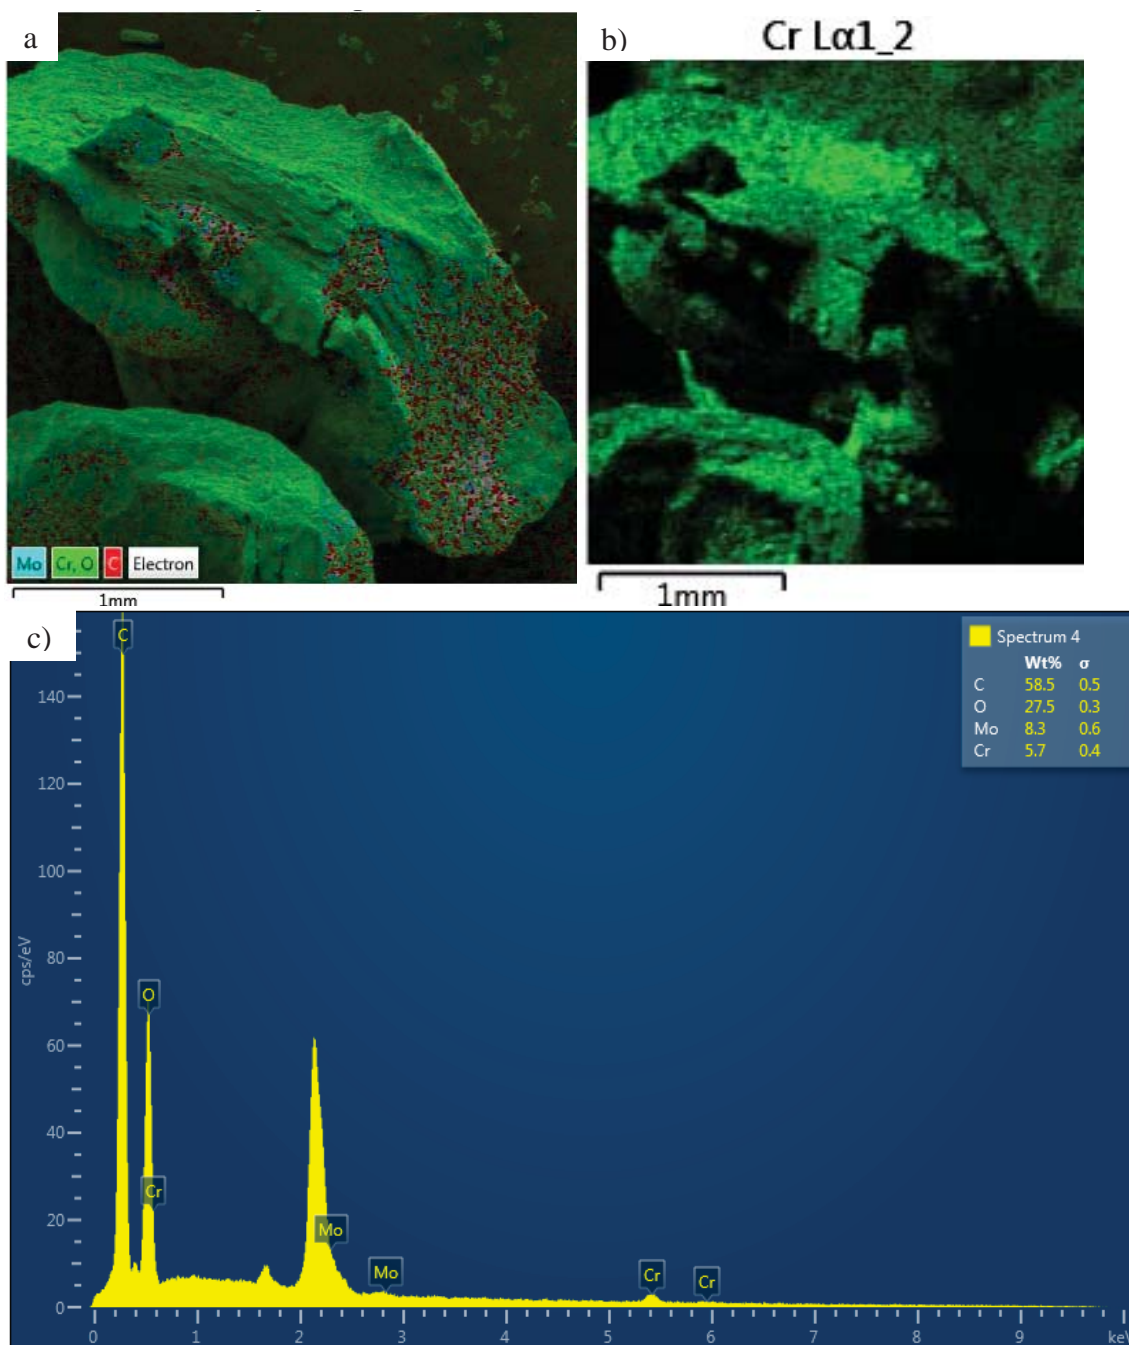 a
b)
Cr Lα1_2
Mo Cr, O C Electron
1mm
1mm
c)
Spectrum 4
Wt% σ
C 58.5 0.5
O 27.5 0.3
Mo 8.3 0.6
Cr 5.7 0.4
C
O
Cr
Mo
Mo
Cr
Cr
cps/eV
140
120
100
80
60
40
20
0
0 1 2 3 4 5 6 7 8 9 keV